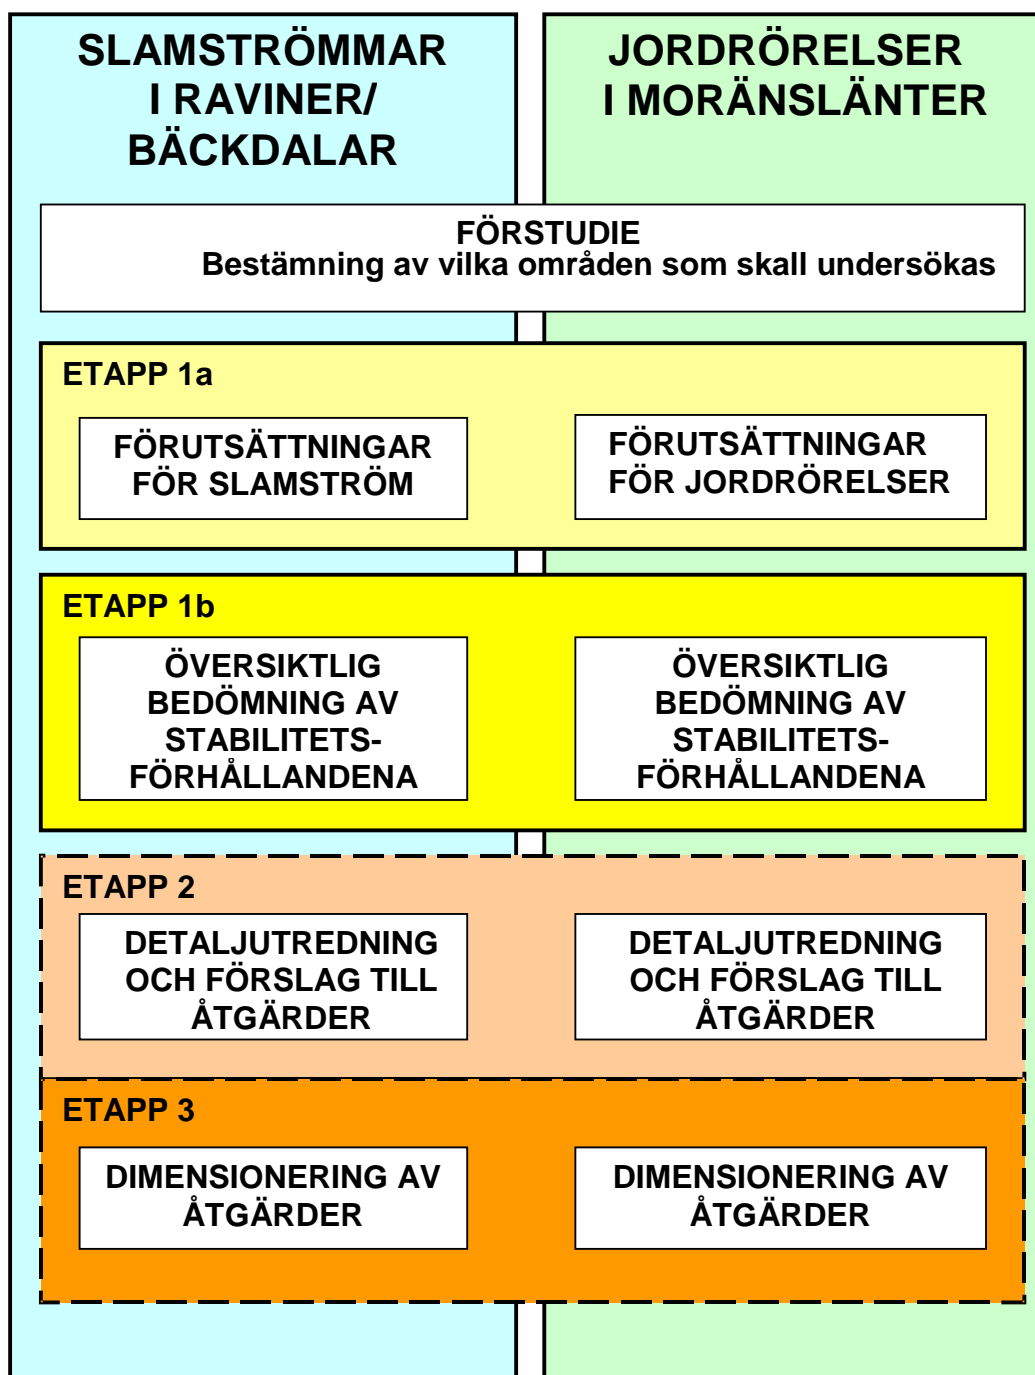 SLAMSTRÖMMAR
I RAVINER/
BÄCKDALAR
JORDRÖRELSER
I MORÄNSLÄNTER
FÖRSTUDIE
Bestämning av vilka områden som skall undersökas
ETAPP 1a
FÖRUTSÄTTNINGAR
FÖR SLAMSTRÖM
FÖRUTSÄTTNINGAR
FÖR JORDRÖRELSER
ETAPP 1b
ÖVERSIKTLIG
BEDÖMNING AV
STABILITETS-
FÖRHÅLLANDENA
ÖVERSIKTLIG
BEDÖMNING AV
STABILITETS-
FÖRHÅLLANDENA
ETAPP 2
DETALJUTREDNING
OCH FÖRSLAG TILL
ÅTGÄRDER
DETALJUTREDNING
OCH FÖRSLAG TILL
ÅTGÄRDER
ETAPP 3
DIMENSIONERING AV
ÅTGÄRDER
DIMENSIONERING AV
ÅTGÄRDER